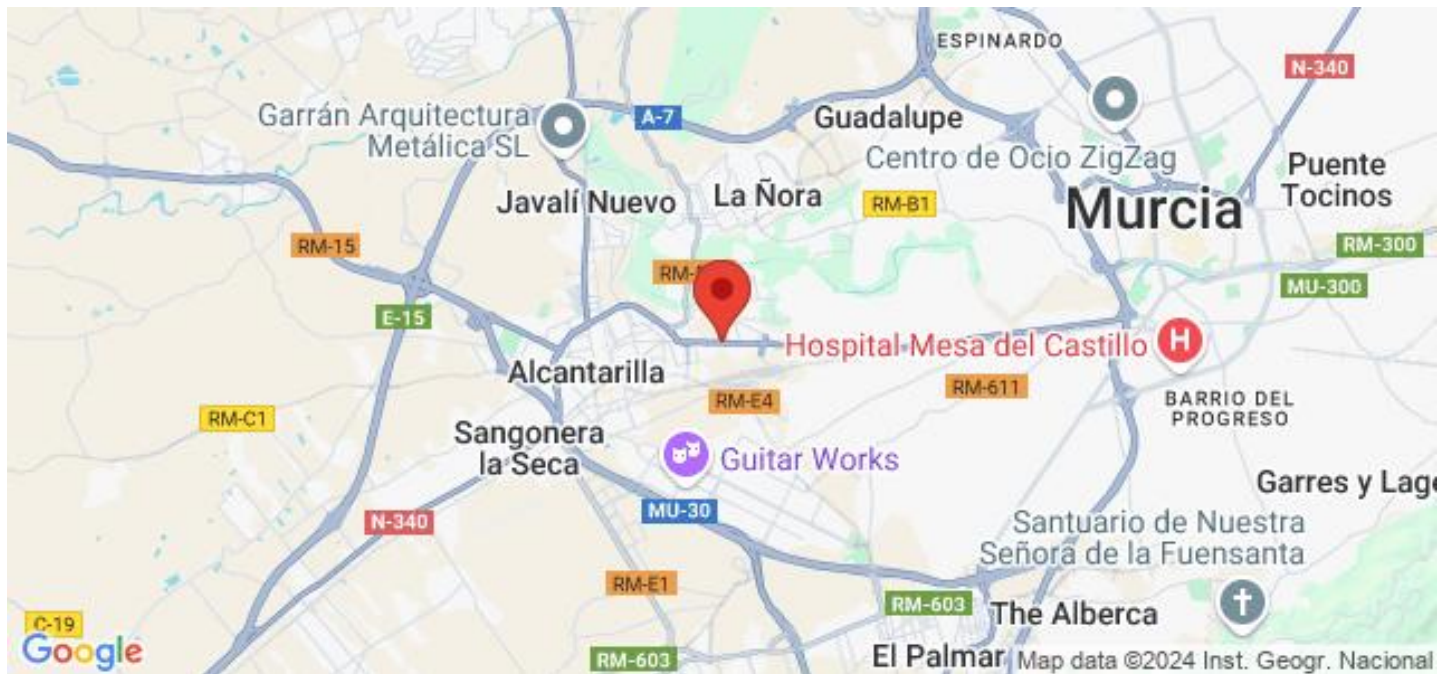 ESPINARDO
N-340
Garrán Arquitectura
Metálica SL
A-7
Guadalupe
Centro de Ocio ZigZag
Puente
Tocinos
Javalí Nuevo
La Ñora
RM-B1
Murcia
RM-15
RM-300
RM-
MU-300
E-15
Hospital Mesa del Castillo
H
Alcantarilla
RM-611
RM-E4
BARRIO DEL
PROGRESO
RM-C1
Sangonera
la Seca
Guitar Works
Garres y Lage
MU-30
N-340
Santuario de Nuestra
Señora de la Fuensanta
RM-E1
RM-603
The Alberca
C-19
Google
RM-603
El Palmar
Map data ©2024 Inst. Geogr. Nacional